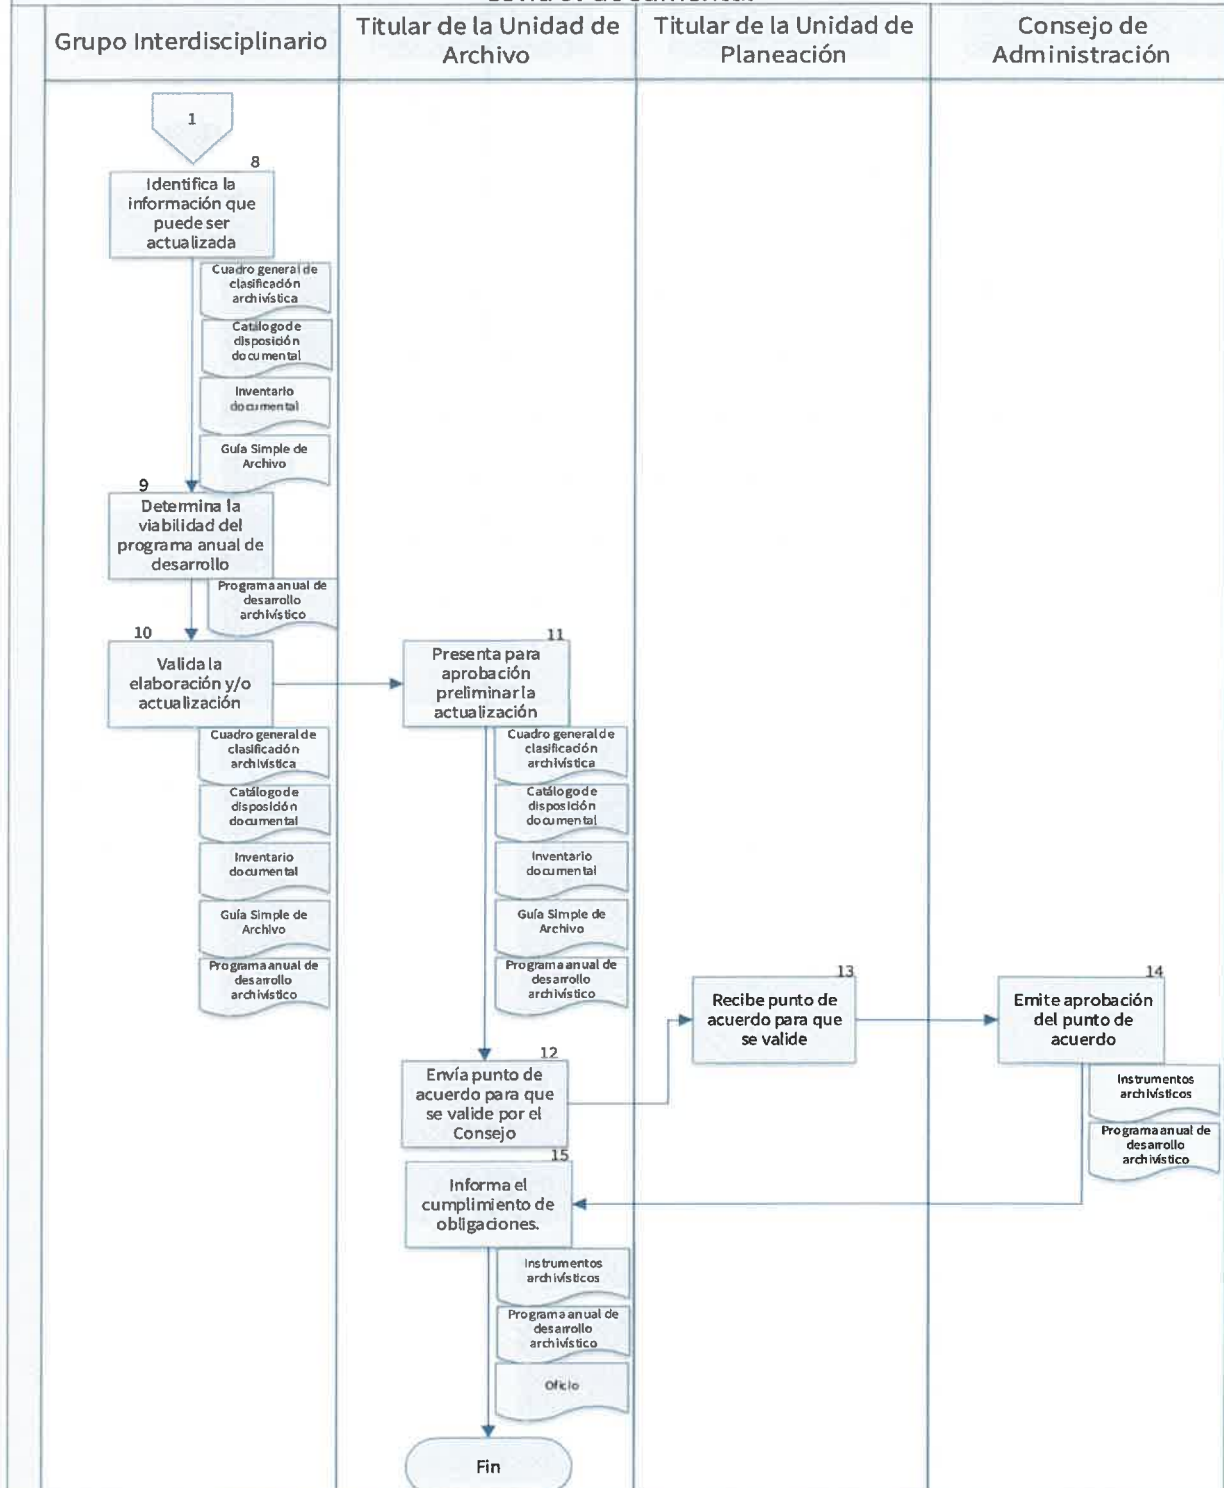 Grupo Interdisciplinario
Titular de la Unidad de
Archivo
Titular de la Unidad de
Planeación
Consejo de
Administración
1
8
Identifica la
información que
puede ser
actualizada
Cuadro general de
clasificación
archivística
Catálogo de
disposición
documental
Inventario
documental
Guía Simple de
Archivo
9
Determina la
viabilidad del
programa anual de
desarrollo
Programa anual de
desarrollo
archivístico
10
Valida la
elaboración y/o
actualización
Cuadro general de
clasificación
archivística
Catálogo de
disposición
documental
Inventario
documental
Guía Simple de
Archivo
Programa anual de
desarrollo
archivístico
11
Presenta para
aprobación
preliminar la
actualización
Cuadro general de
clasificación
archivística
Catálogo de
disposición
documental
Inventario
documental
Guía Simple de
Archivo
Programa anual de
desarrollo
archivístico
12
Envía punto de
acuerdo para que
se valide por el
Consejo
13
Recibe punto de
acuerdo para que
se valide
14
Emite aprobación
del punto de
acuerdo
Instrumentos
archivísticos
Programa anual de
desarrollo
archivístico
15
Informa el
cumplimiento de
obligaciones.
Instrumentos
archivísticos
Programa anual de
desarrollo
archivístico
Oficio
Fin